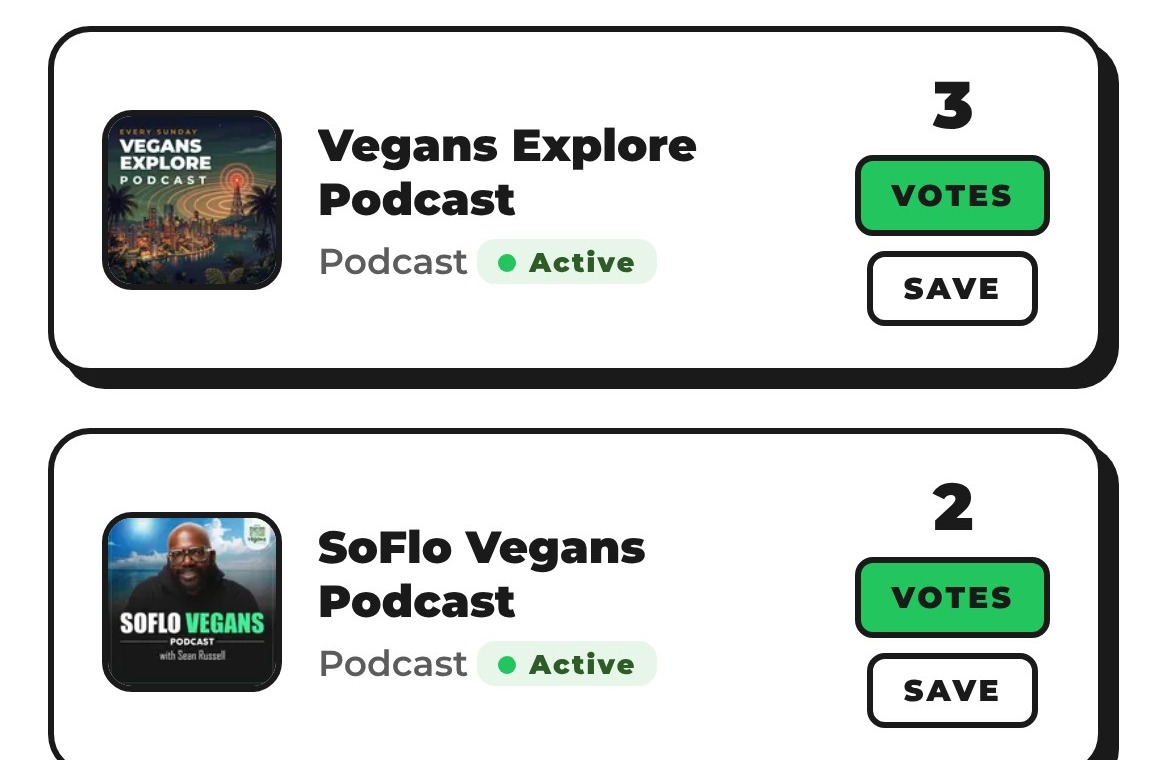 EVERY SUNDAY
VEGANS
EXPLORE
PODCAST
Vegans Explore
Podcast
Podcast Active
3
VOTES
SAVE
SOFLO VEGANS
PODCAST
with Sean Russell
SoFlo Vegans
Podcast
Podcast Active
2
VOTES
SAVE